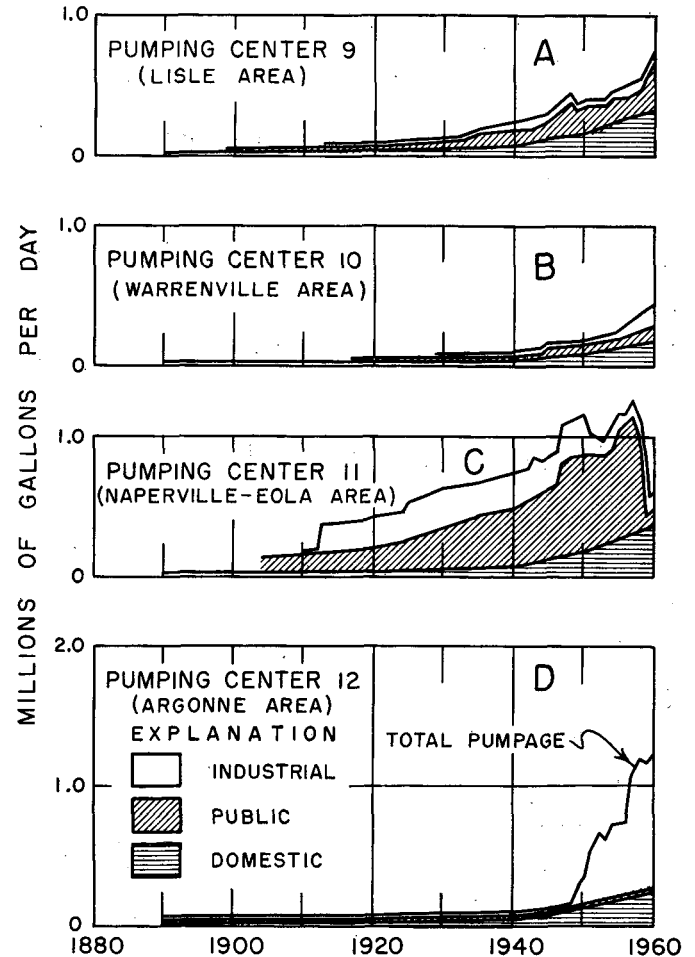 MILLIONS OF GALLONS PER DAY
1.0
PUMPING CENTER 9
(LISLE AREA)
A
0
1.0
PUMPING CENTER 10
(WARRENVILLE AREA)
B
0
1.0
PUMPING CENTER 11
(NAPERVILLE-EOLA AREA)
C
0
2.0
PUMPING CENTER 12
(ARGONNE AREA)
D
EXPLANATION
TOTAL PUMPAGE
INDUSTRIAL
1.0
PUBLIC
DOMESTIC
0
1880 1900 1920 1940 1960